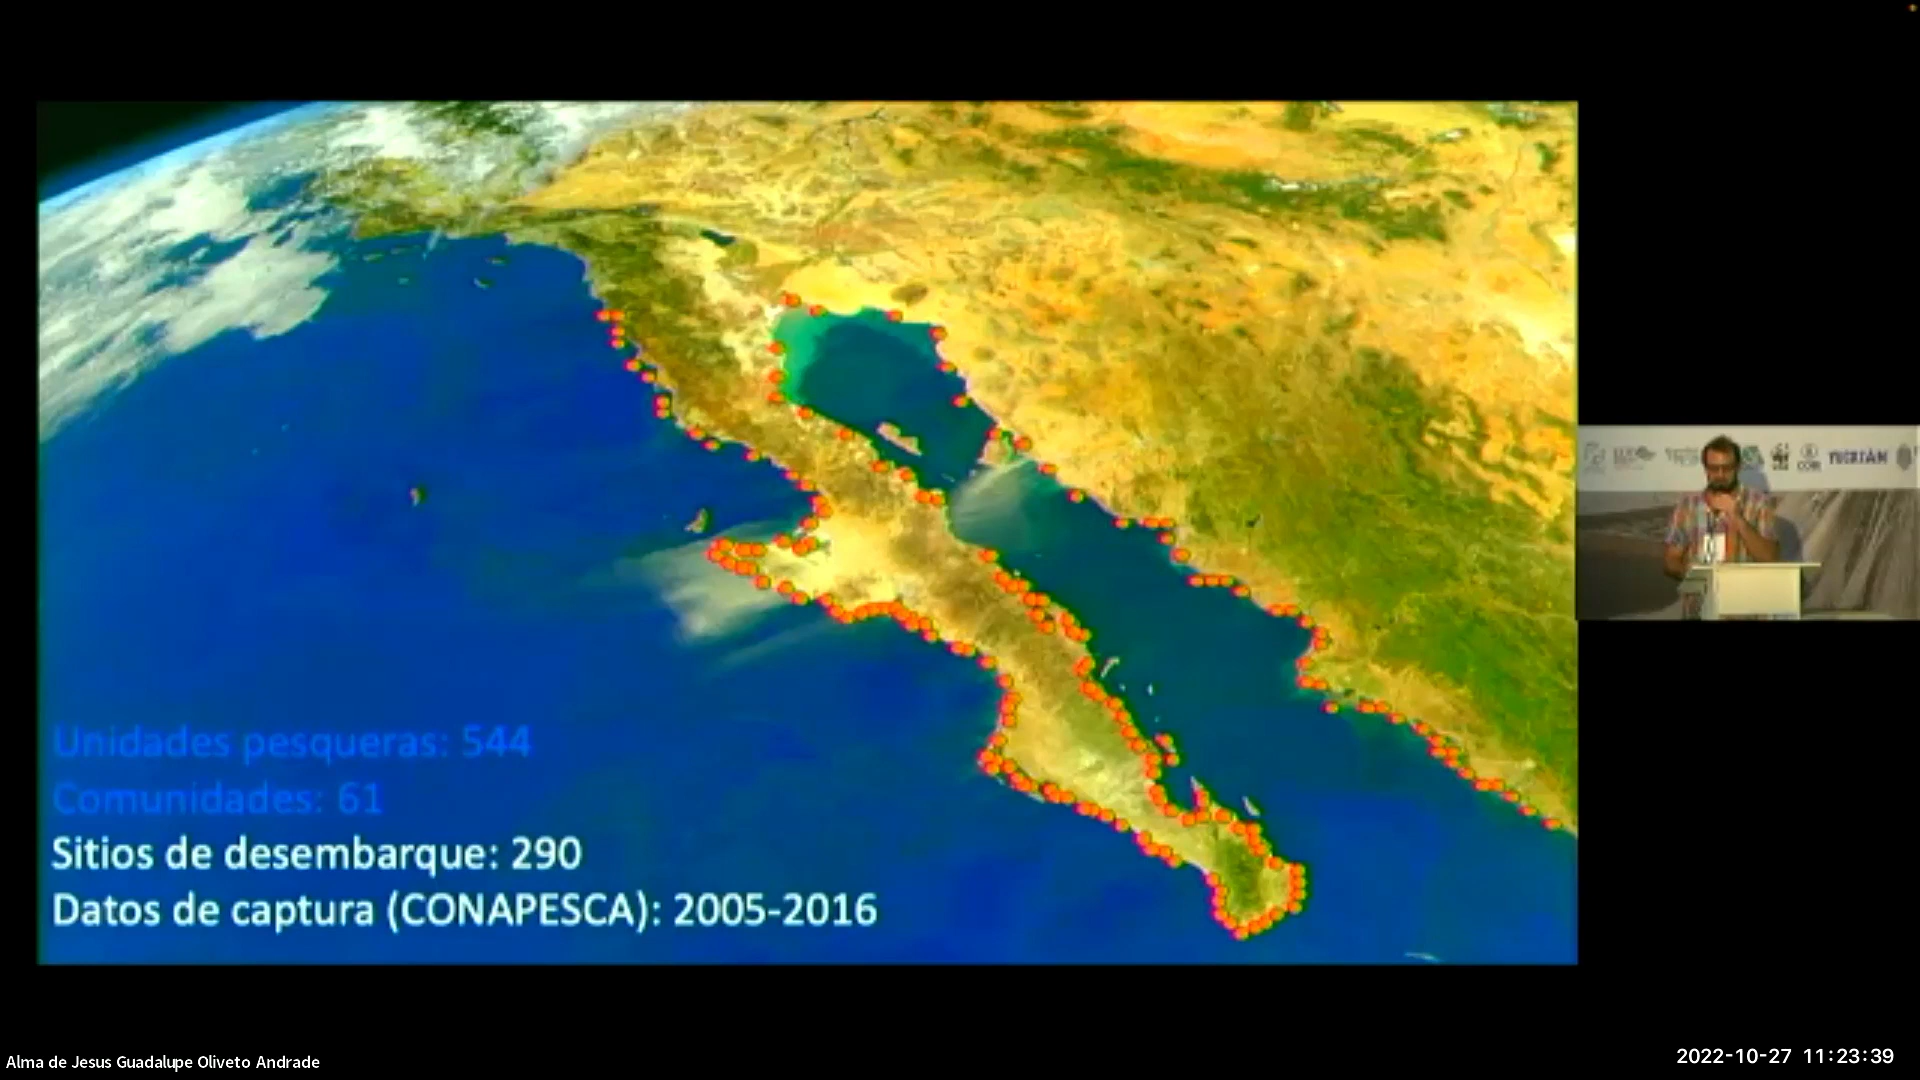 Unidades pesqueras: 544
Comunidades: 61
Sitios de desembarque: 290
Datos de captura (CONAPESCA): 2005-2016
YUCATÁN
Alma de Jesus Guadalupe Oliveto Andrade
2022-10-27 11:23:39